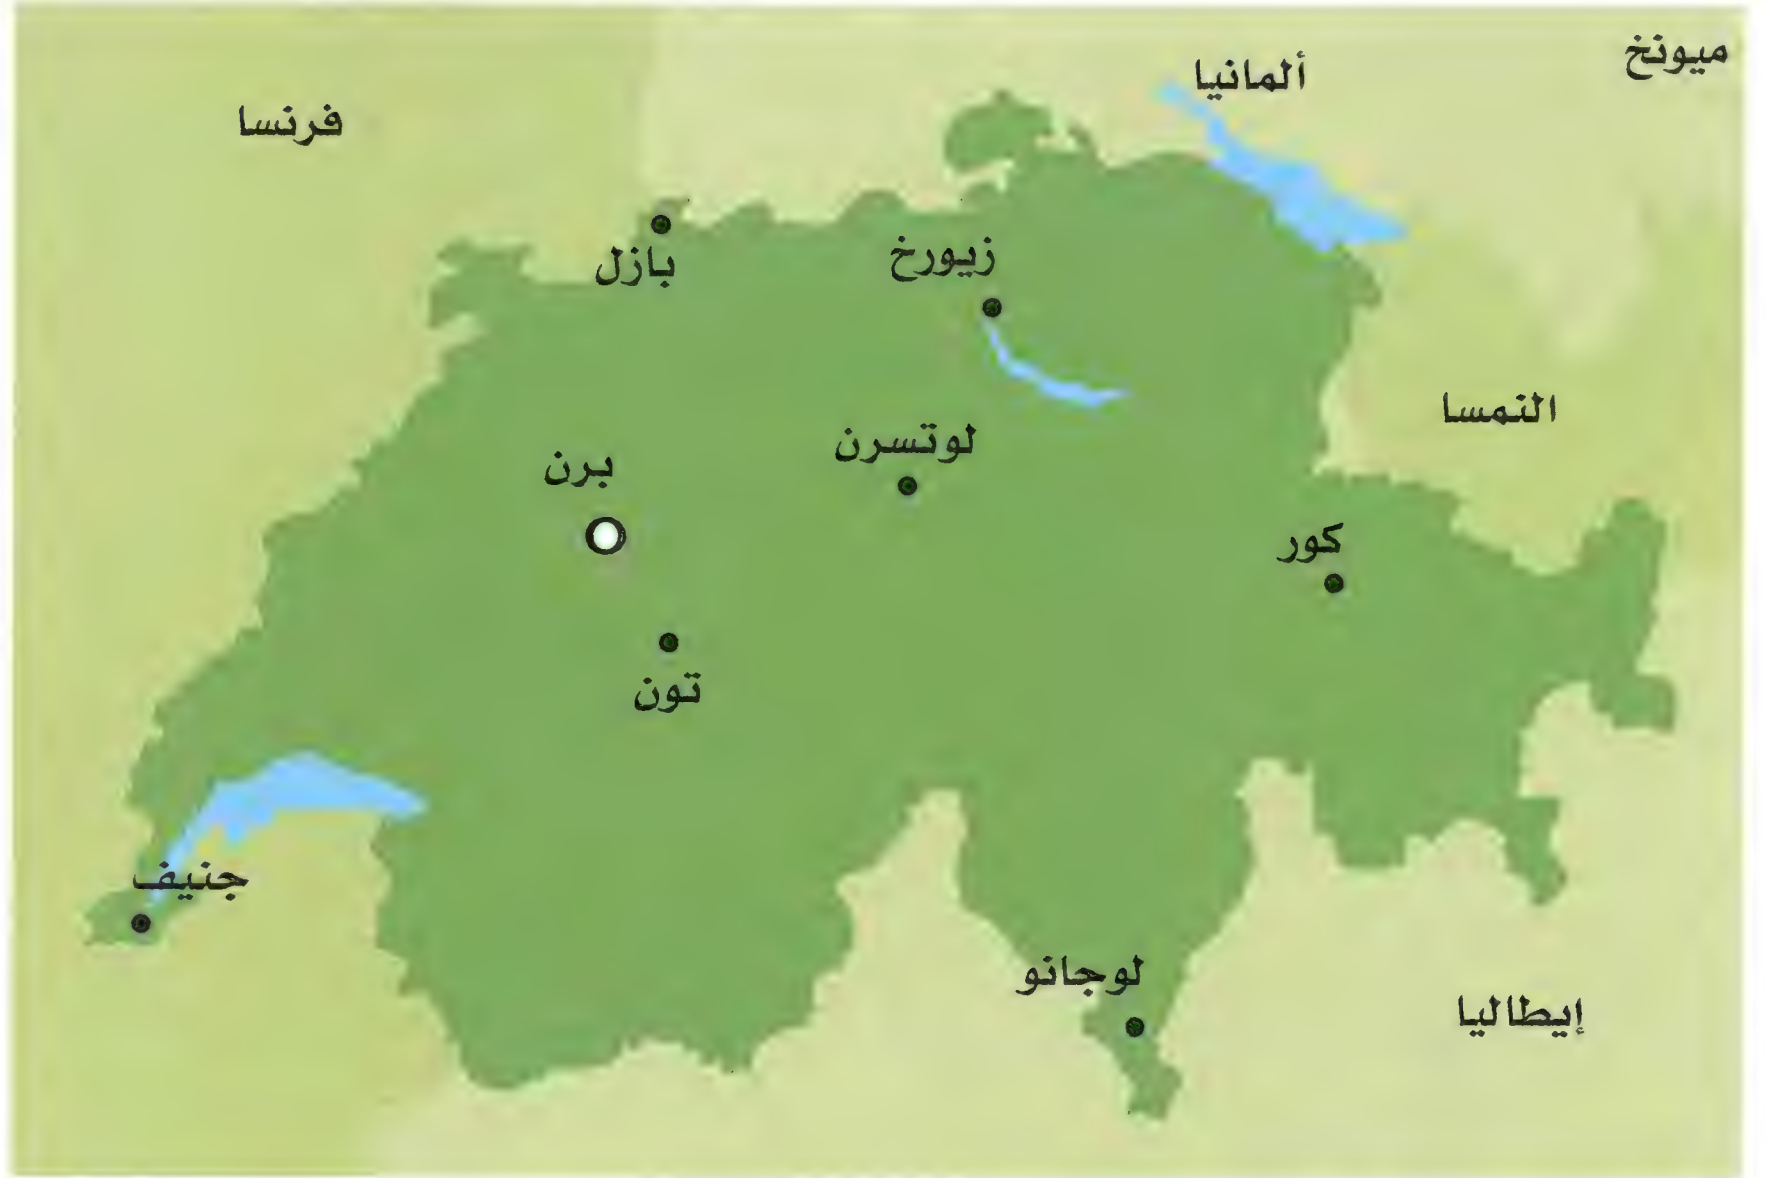 ميونخ
ألمانيا
فرنسا
زيورخ
بازل
النمسا
لوتسرن
برن
كور
تون
جنيف
لوجانو
إيطاليا